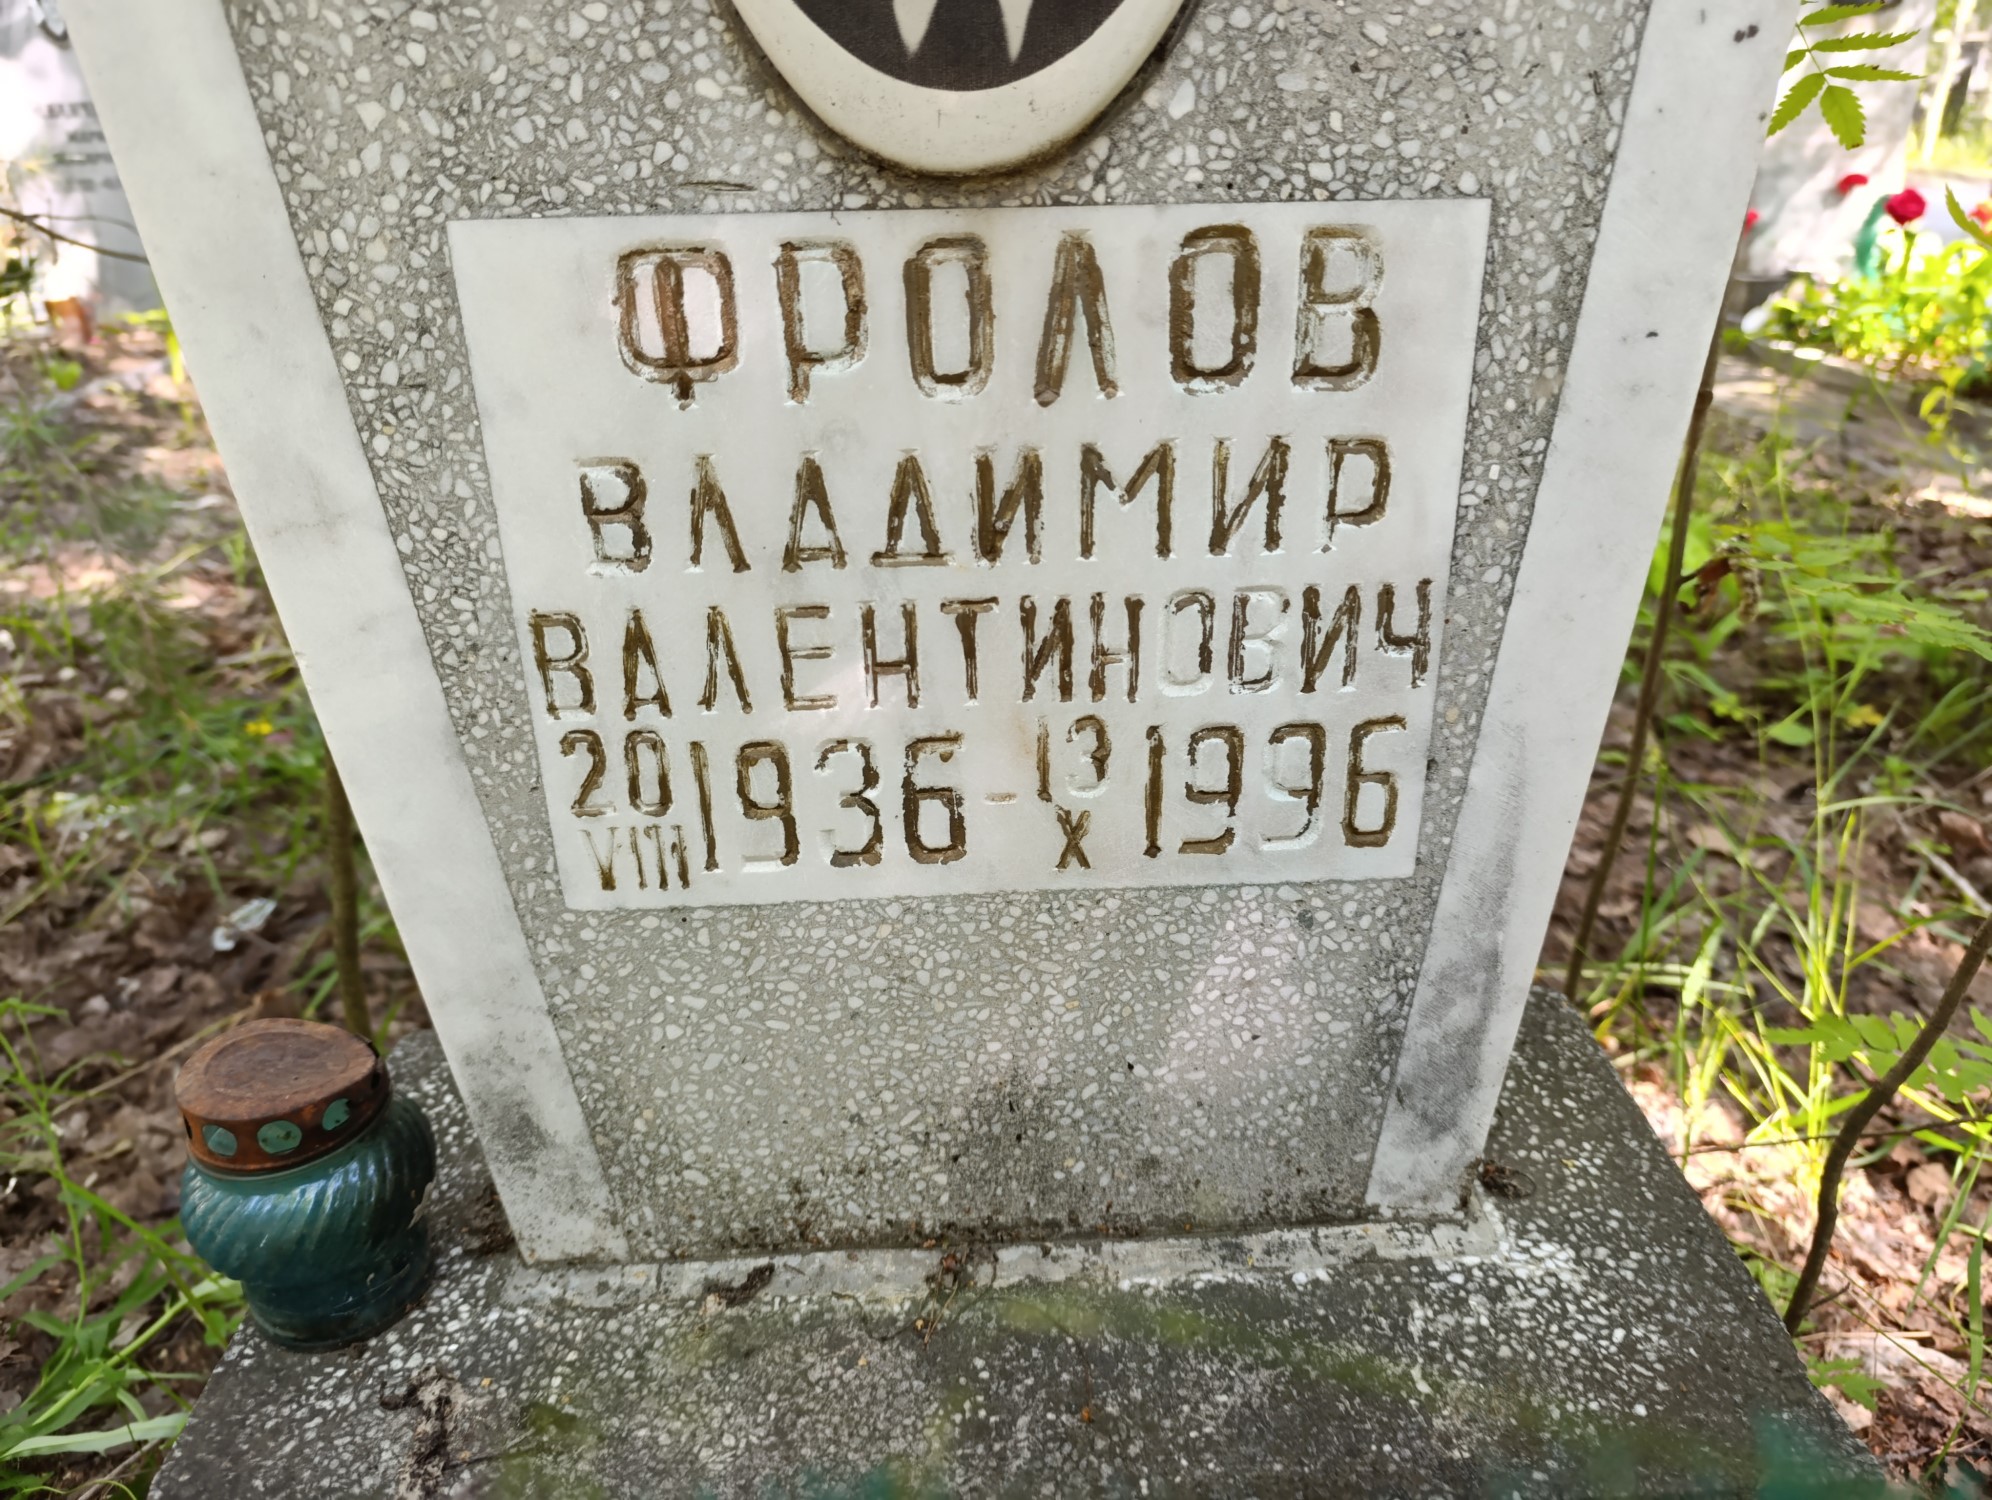 ФРОЛОВ
ВЛАДИМИР
ВАЛЕНТИНОВИЧ
20 VIII 1936 - 13 X 1996